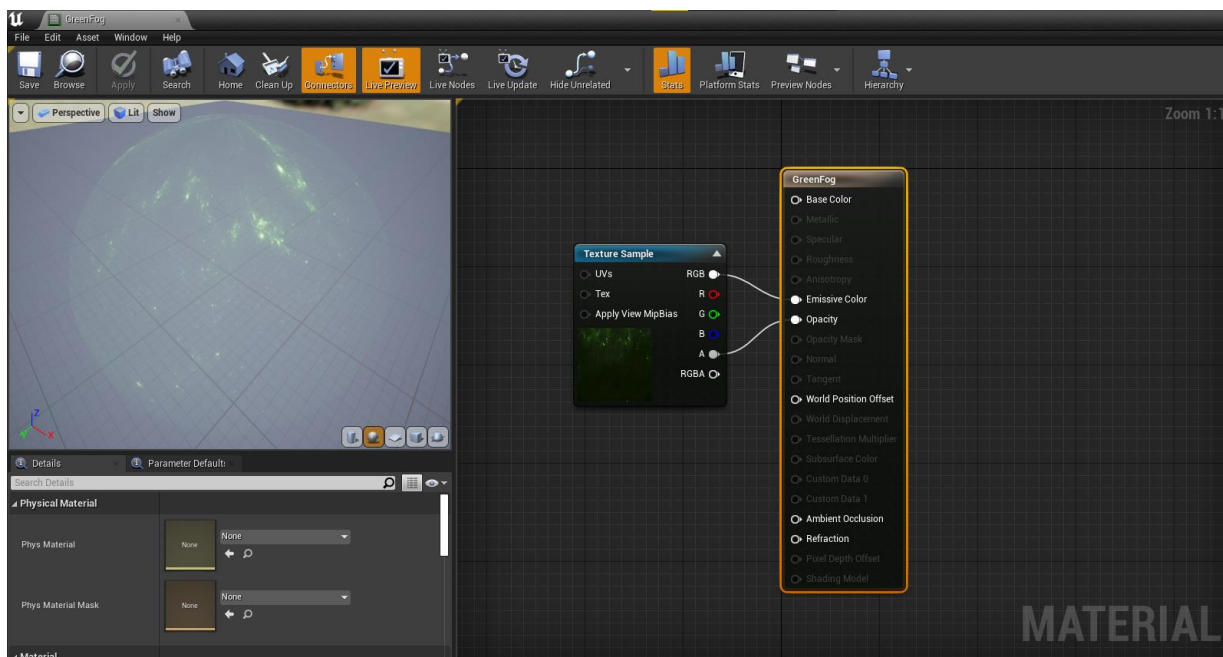 GreenFog
File Edit Asset Window Help
Save Browse Apply Search Home Clean Up Connectors Live Preview Live Nodes Live Update Hide Unrelated Stats Platform Stats Preview Nodes Hierarchy
Perspective Lit Show
Zoom 1:1
GreenFog
Base Color
Metallic
Specular
Roughness
Anisotropy
Emissive Color
Opacity
Opacity Mask
Normal
Tangent
World Position Offset
World Displacement
Tessellation Multiplier
Subsurface Color
Custom Data 0
Custom Data 1
Ambient Occlusion
Refraction
Pixel Depth Offset
Shading Model
Texture Sample
UVs RGB
Tex R
Apply View MipBias G
B
A
RGBA
Z
Y X
Details Parameter Default
Search Details
Physical Material
Phys Material None None
Phys Material Mask None None
Material
MATERIAL